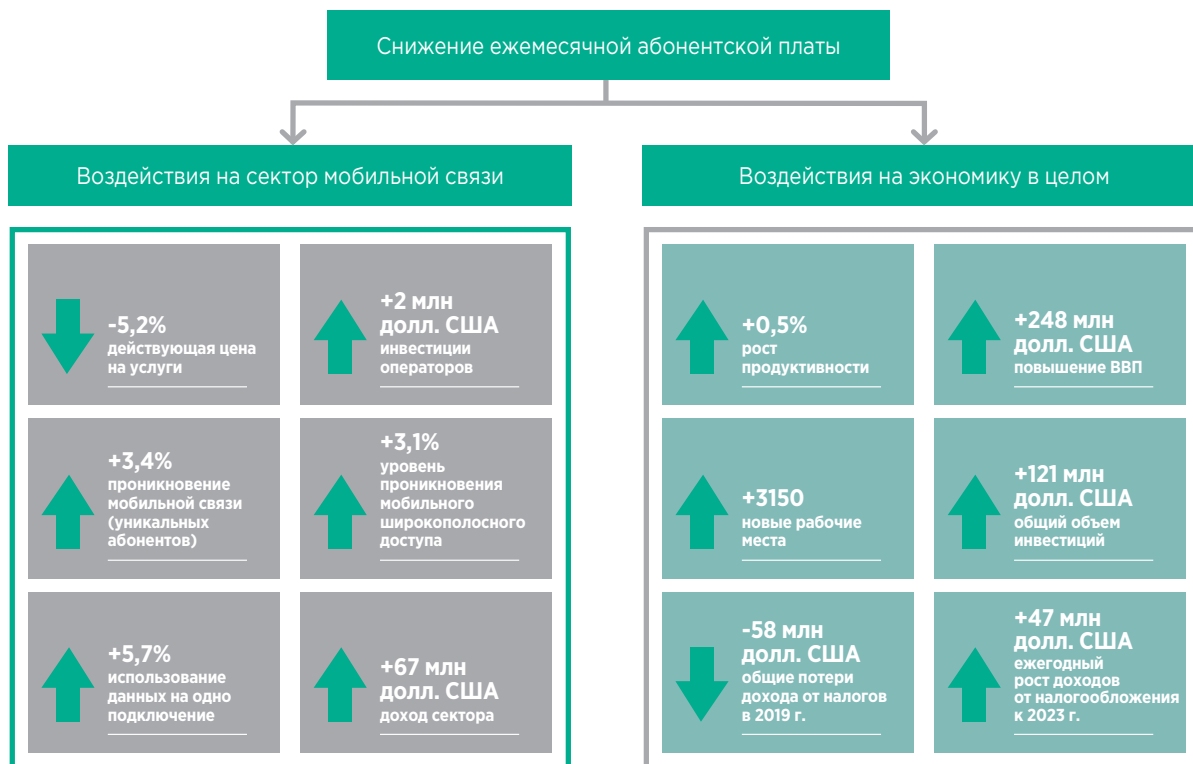 Снижение ежемесячной абонентской платы
Воздействия на сектор мобильной связи
-5,2%
действующая цена
на услуги
+2 млн
долл. США
инвестиции
операторов
+3,4%
проникновение
мобильной связи
(уникальных
абонентов)
+3,1%
уровень
проникновения
мобильного
широкополосного
доступа
+5,7%
использование
данных на одно
подключение
+67 млн
долл. США
доход сектора
Воздействия на экономику в целом
+0,5%
рост
продуктивности
+248 млн
долл. США
повышение ВВП
+3150
новые рабочие
места
+121 млн
долл. США
общий объем
инвестиций
-58 млн
долл. США
общие потери
дохода от налогов
в 2019 г.
+47 млн
долл. США
ежегодный
рост доходов
от налогообложения
к 2023 г.